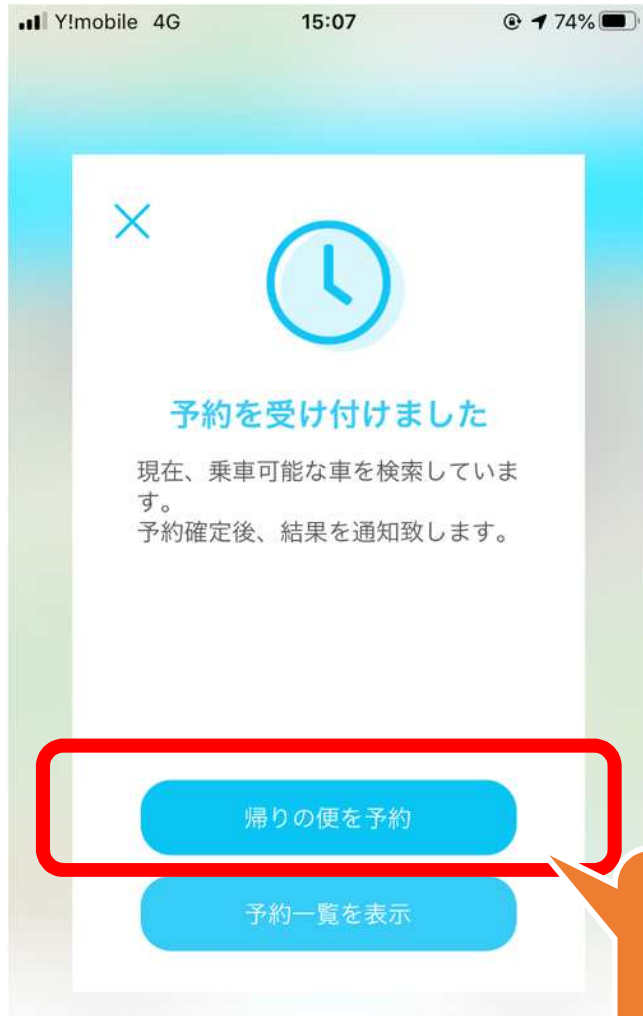 Y!mobile 4G 15:07 74%
予約を受け付けました
現在、乗車可能な車を検索していま
す。
予約確定後、結果を通知致します。
帰りの便を予約
予約一覧を表示